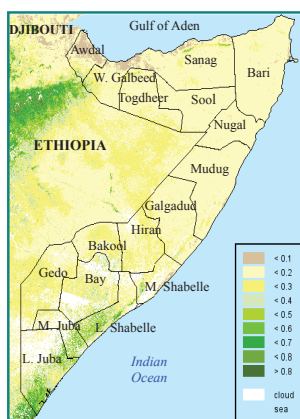 DJIBOUTI
Gulf of Aden
Awdal
Sanag
Bari
W. Galbeed
Togdheer
Sool
Nugal
ETHIOPIA
Mudug
Galgadud
Hiran
Bakool
Gedo
Bay
M. Shabelle
M. Juba
L. Shabelle
L. Juba
Indian
Ocean
< 0.1
< 0.2
< 0.3
< 0.4
< 0.5
< 0.6
< 0.7
< 0.8
> 0.8
cloud
sea